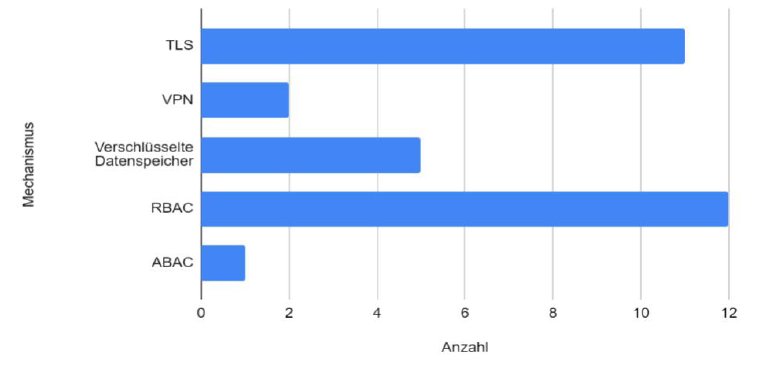 TLS
VPN
Verschlüsselte
Datenspeicher
RBAC
ABAC
Mechanismus
0 2 4 6 8 10 12
Anzahl